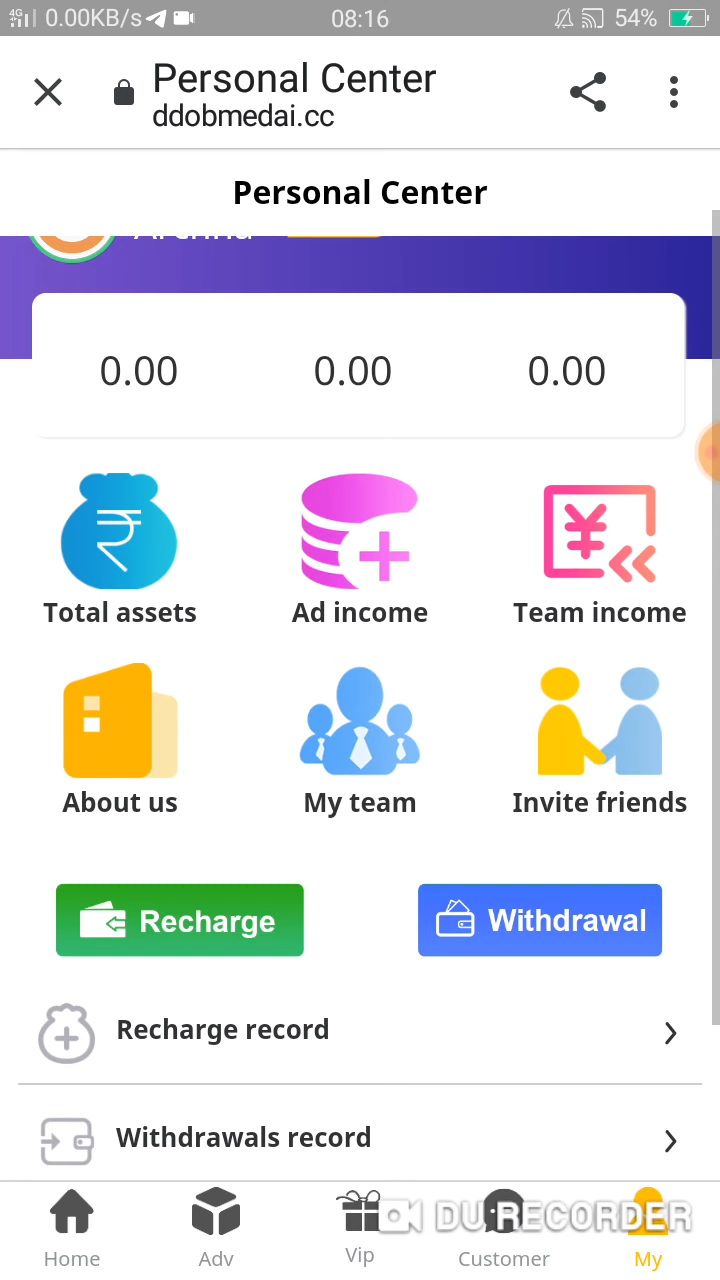 4G 0.00KB/s 08:16 54%
Personal Center
ddobmedai.cc
Personal Center
0.00 0.00 0.00
₹ ¥
Total assets Ad income Team income
About us My team Invite friends
Recharge Withdrawal
Recharge record
Withdrawals record
DU RECORDER
Home Adv Vip Customer My